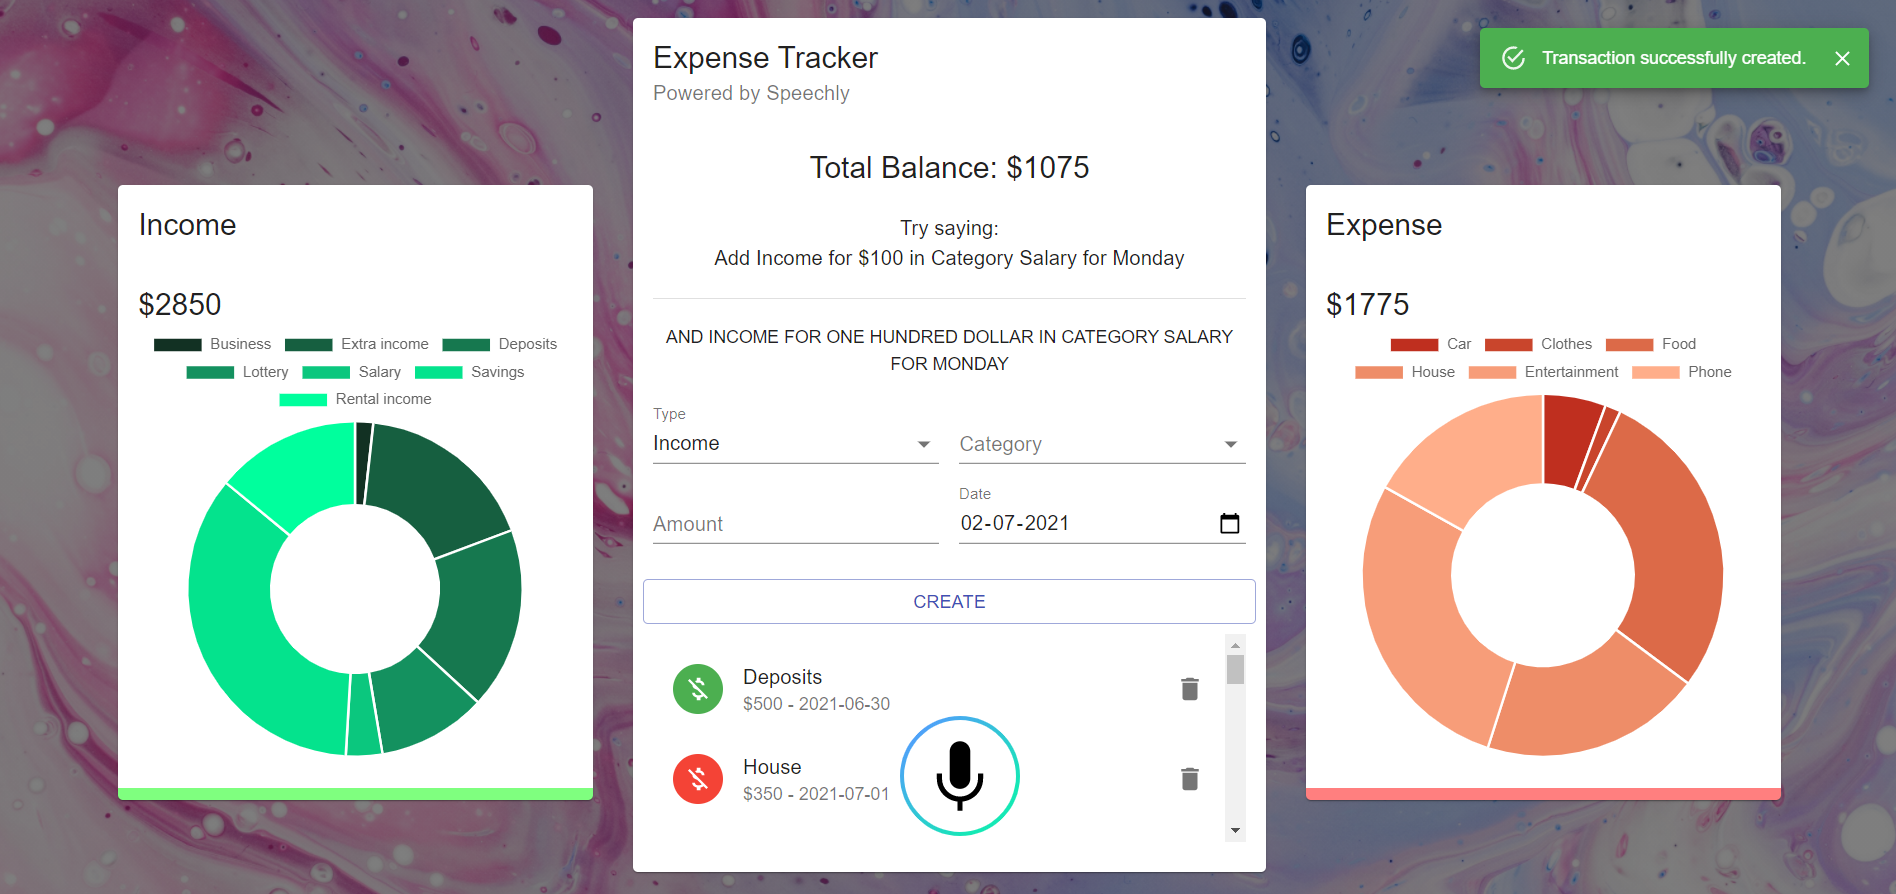 Expense Tracker
Powered by Speechly
Transaction successfully created.
Total Balance: $1075
Try saying:
Add Income for $100 in Category Salary for Monday
AND INCOME FOR ONE HUNDRED DOLLAR IN CATEGORY SALARY
FOR MONDAY
Type
Income
Category
Amount
Date
02-07-2021
CREATE
Deposits
$500 - 2021-06-30
House
$350 - 2021-07-01
Income
$2850
Business Extra income Deposits
Lottery Salary Savings
Rental income
Expense
$1775
Car Clothes Food
House Entertainment Phone